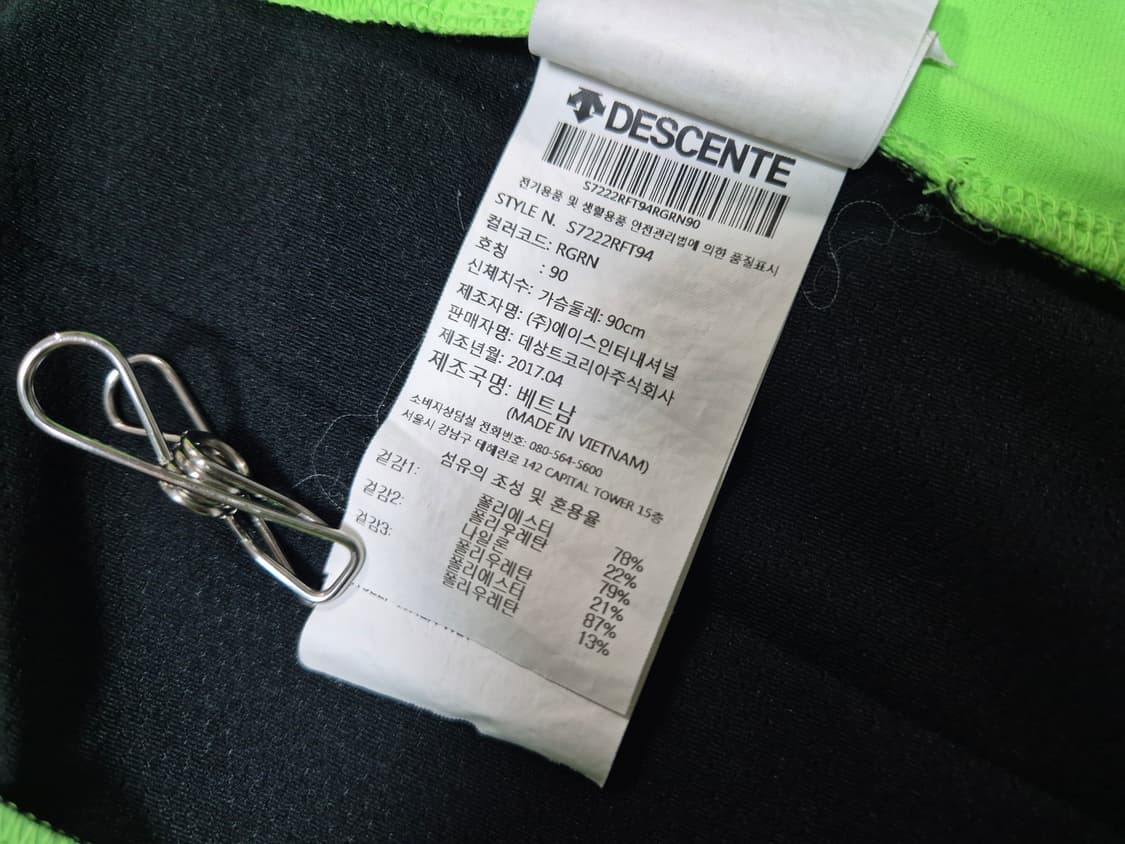 DESCENTE
S7222RFT94RGRN90
전기용품 및 생활용품 안전관리법에 의한 품질표시
STYLE N. S7222RFT94
컬러코드: RGRN
호칭 : 90
신체치수: 가슴둘레: 90cm
제조자명: (주)에이스인터내셔널
판매자명: 데상트코리아주식회사
제조년월: 2017.04
제조국명: 베트남
(MADE IN VIETNAM)
소비자상담실 전화번호: 080-564-5600
서울시 강남구 테헤란로 142 CAPITAL TOWER 15층
섬유의 조성 및 혼용율
겉감1: 폴리에스터 78%
폴리우레탄 22%
겉감2: 나일론 79%
폴리우레탄 21%
겉감3: 폴리에스터 87%
폴리우레탄 13%